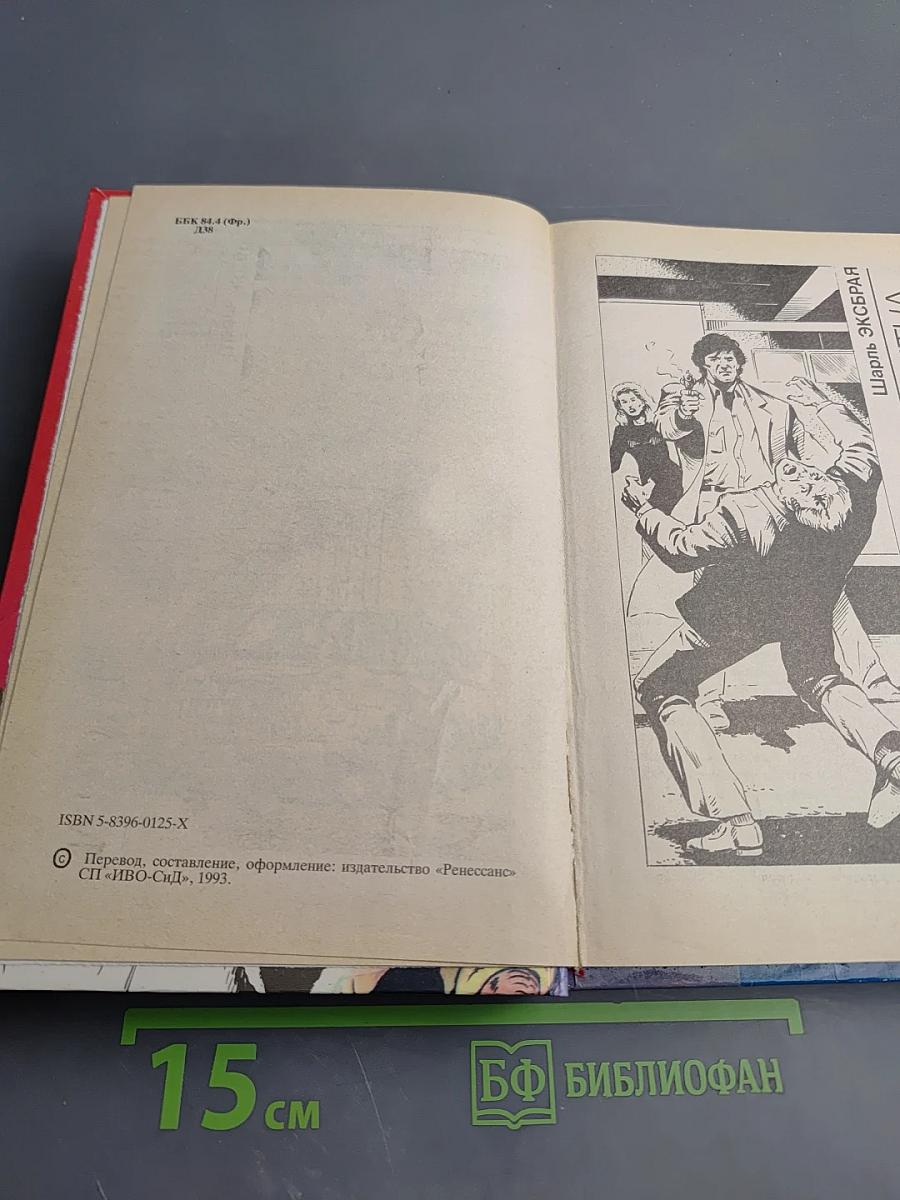 ББК 84.4 (Фр.)
Д38
ISBN 5-8396-0125-X
© Перевод, составление, оформление: издательство «Ренессанс»
СП «ИВО-СиД», 1993.
Шарль ЭКСБРАЯ
15 см
БФ БИБЛИОФАН